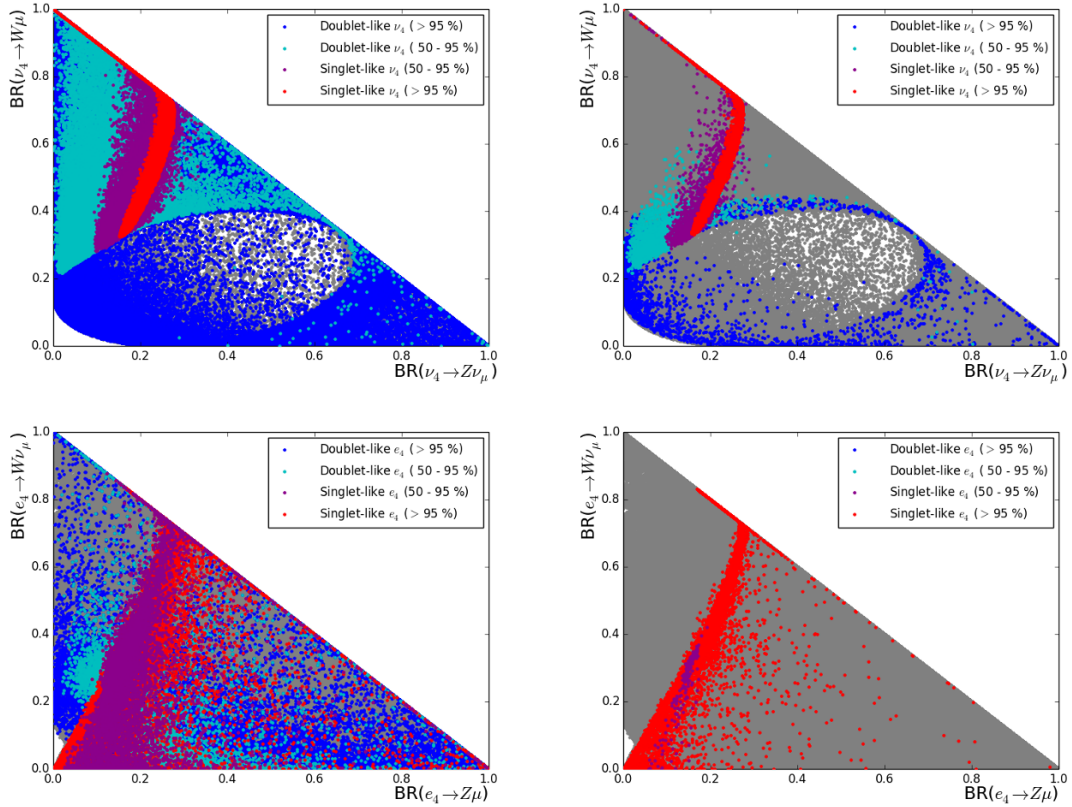 BR(ν₄→Wμ)
1.0
0.8
0.6
0.4
0.2
0.0
Doublet-like ν₄ (> 95 %)
Doublet-like ν₄ ( 50 - 95 %)
Singlet-like ν₄ (50 - 95 %)
Singlet-like ν₄ (> 95 %)
0.0 0.2 0.4 0.6 0.8 1.0
BR(ν₄→Zν_μ)
BR(ν₄→Wμ)
1.0
0.8
0.6
0.4
0.2
0.0
Doublet-like ν₄ (> 95 %)
Doublet-like ν₄ ( 50 - 95 %)
Singlet-like ν₄ (50 - 95 %)
Singlet-like ν₄ (> 95 %)
0.0 0.2 0.4 0.6 0.8 1.0
BR(ν₄→Zν_μ)
BR(e₄→Wν_μ)
1.0
0.8
0.6
0.4
0.2
0.0
Doublet-like e₄ (> 95 %)
Doublet-like e₄ ( 50 - 95 %)
Singlet-like e₄ (50 - 95 %)
Singlet-like e₄ (> 95 %)
0.0 0.2 0.4 0.6 0.8 1.0
BR(e₄→Zμ)
BR(e₄→Wν_μ)
1.0
0.8
0.6
0.4
0.2
0.0
Doublet-like e₄ (> 95 %)
Doublet-like e₄ ( 50 - 95 %)
Singlet-like e₄ (50 - 95 %)
Singlet-like e₄ (> 95 %)
0.0 0.2 0.4 0.6 0.8 1.0
BR(e₄→Zμ)